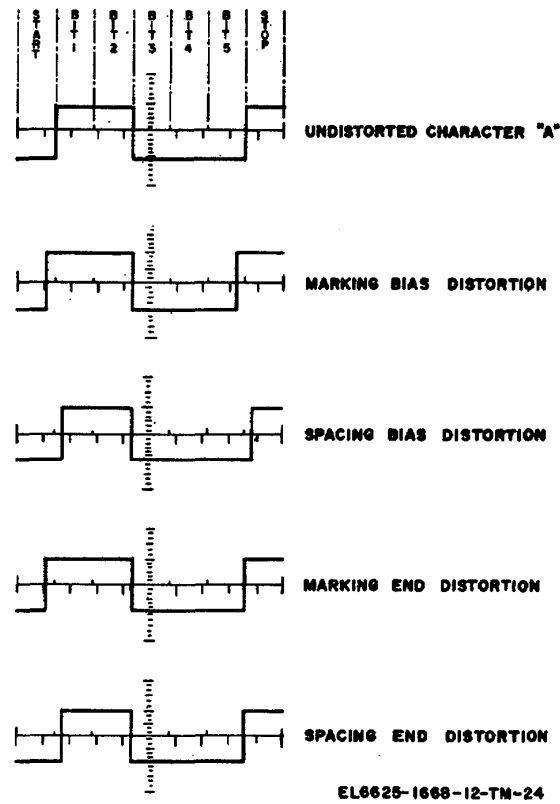 START BIT 1 BIT 2 BIT 3 BIT 4 BIT 5 STOP
UNDISTORTED CHARACTER "A"
MARKING BIAS DISTORTION
SPACING BIAS DISTORTION
MARKING END DISTORTION
SPACING END DISTORTION
EL6625-1668-12-TM-24